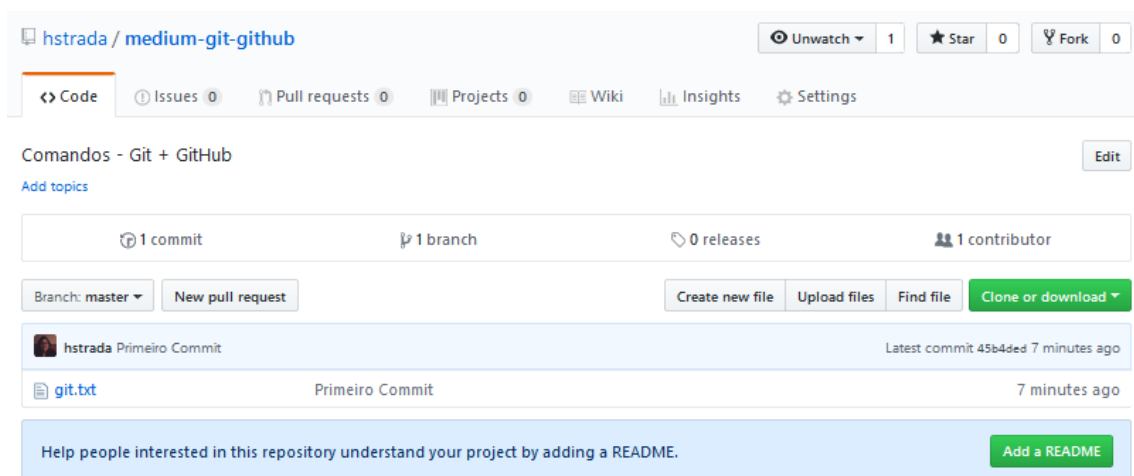 hstrada / medium-git-github Unwatch 1 Star 0 Fork 0
Code Issues 0 Pull requests 0 Projects 0 Wiki Insights Settings
Comandos - Git + GitHub Edit
Add topics
1 commit 1 branch 0 releases 1 contributor
Branch: master New pull request Create new file Upload files Find file Clone or download
hstrada Primeiro Commit Latest commit 45b4ded 7 minutes ago
git.txt Primeiro Commit 7 minutes ago
Help people interested in this repository understand your project by adding a README. Add a README